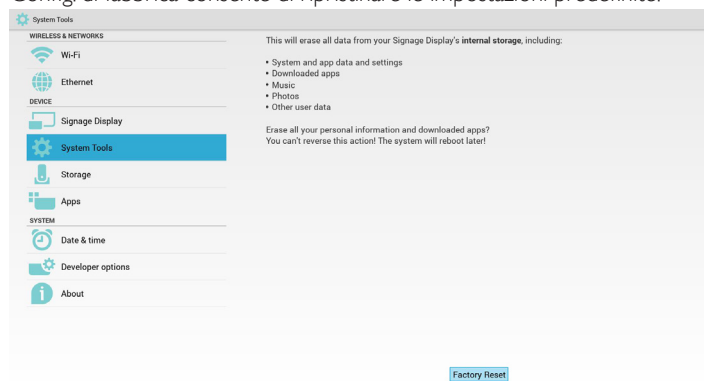 System Tools
WIRELESS & NETWORKS
Wi-Fi
Ethernet
DEVICE
Signage Display
System Tools
Storage
Apps
SYSTEM
Date & time
Developer options
About
This will erase all data from your Signage Display's internal storage, including:
• System and app data and settings
• Downloaded apps
• Music
• Photos
• Other user data
Erase all your personal information and downloaded apps?
You can't reverse this action! The system will reboot later!
Factory Reset